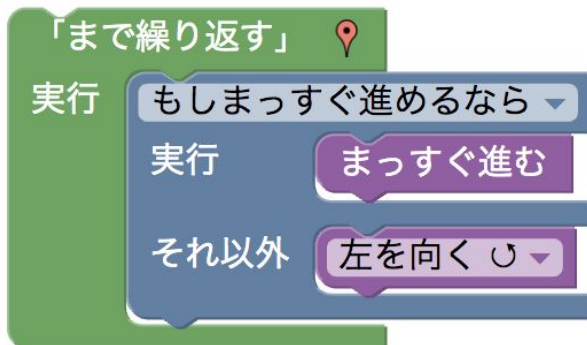 「まで繰り返す」
実行
もしまっすぐ進めるなら
実行
まっすぐ進む
それ以外
左を向く ↺